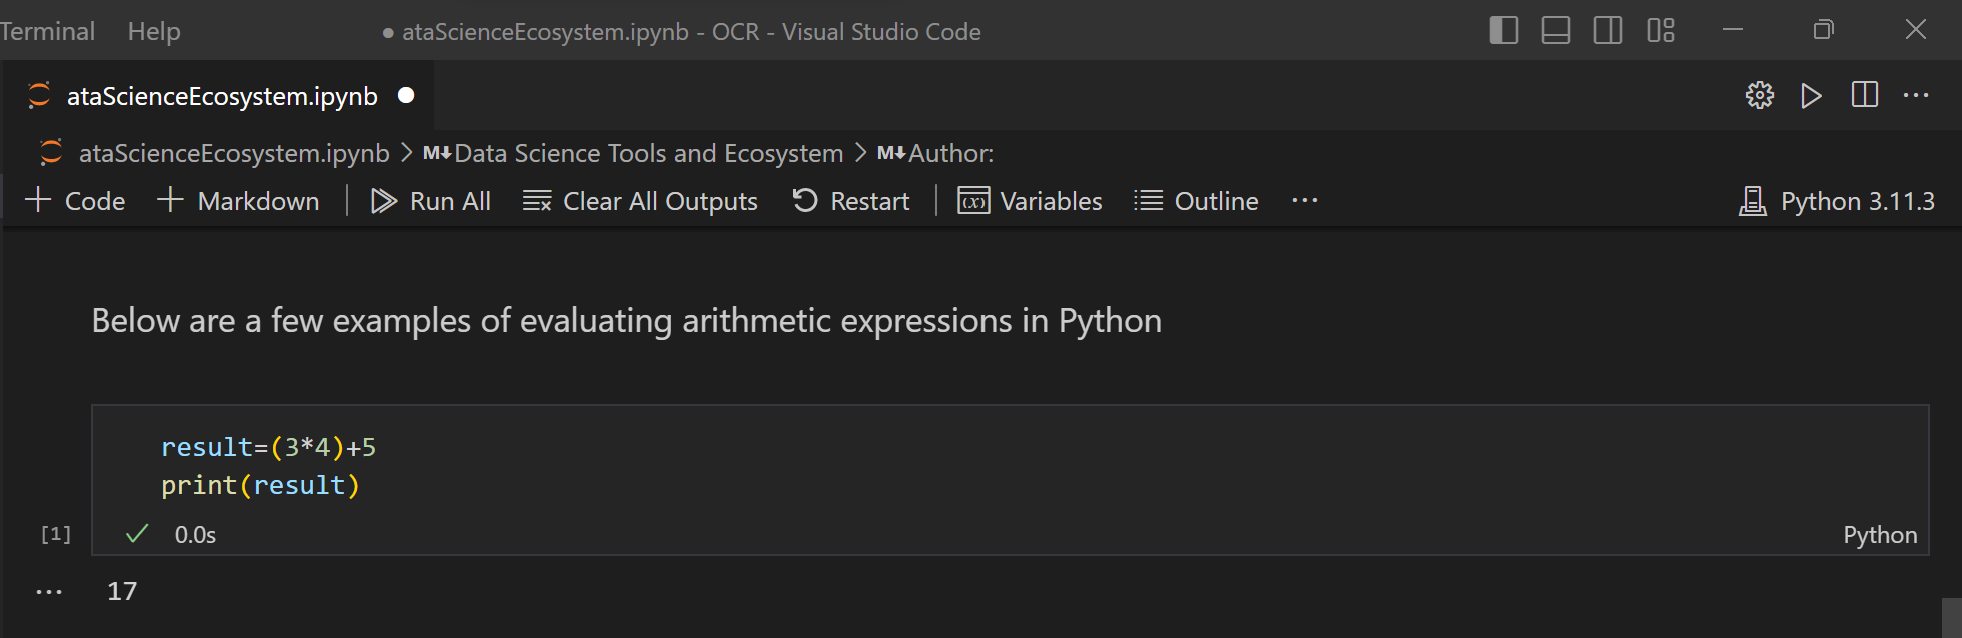 Terminal Help ● ataScienceEcosystem.ipynb - OCR - Visual Studio Code
ataScienceEcosystem.ipynb ●
ataScienceEcosystem.ipynb > M↓Data Science Tools and Ecosystem > M↓Author:
+ Code + Markdown | Run All Clear All Outputs Restart | (x) Variables Outline ··· Python 3.11.3
Below are a few examples of evaluating arithmetic expressions in Python
result=(3*4)+5
print(result)
[1] ✓ 0.0s Python
··· 17